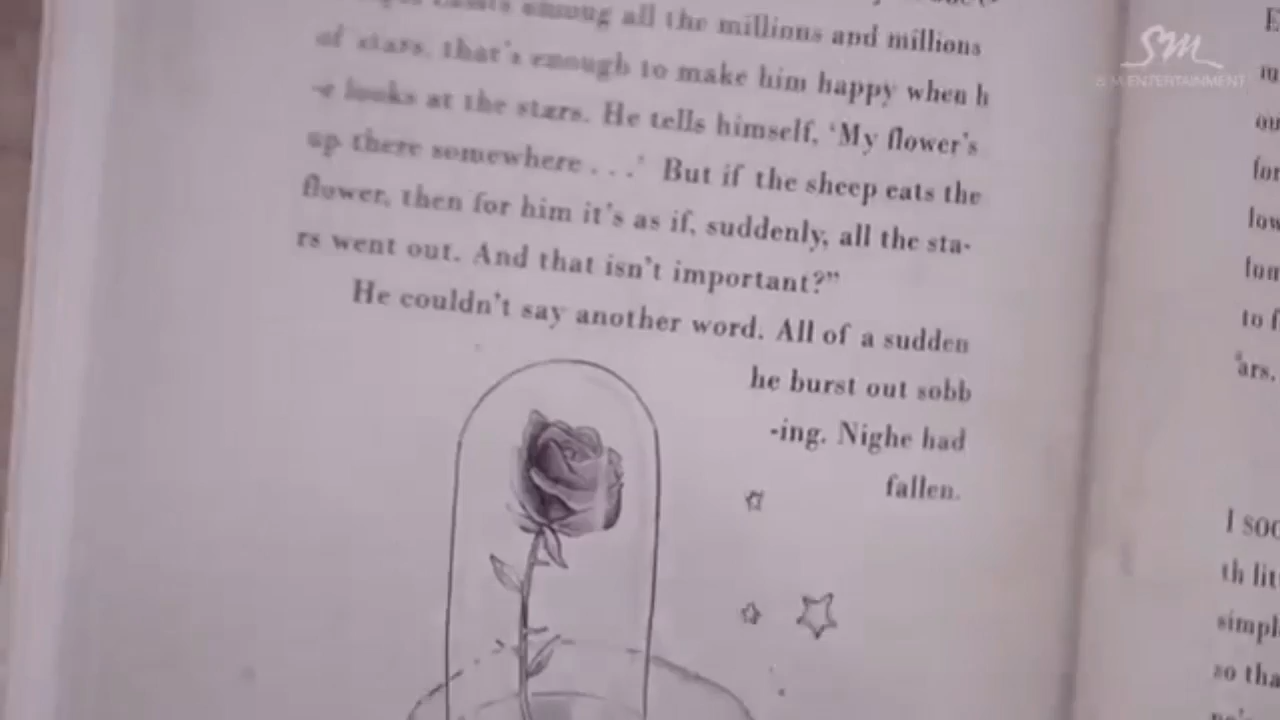 among all the millions and millions
of stars, that's enough to make him happy when h
-e looks at the stars. He tells himself, 'My flower's
up there somewhere . . .' But if the sheep eats the
flower, then for him it's as if, suddenly, all the sta-
rs went out. And that isn't important?"
He couldn't say another word. All of a sudden
he burst out sobb
-ing. Nighe had
fallen.
SM
S M ENTERTAINMENT
I soo
th lit
simpl
so tha